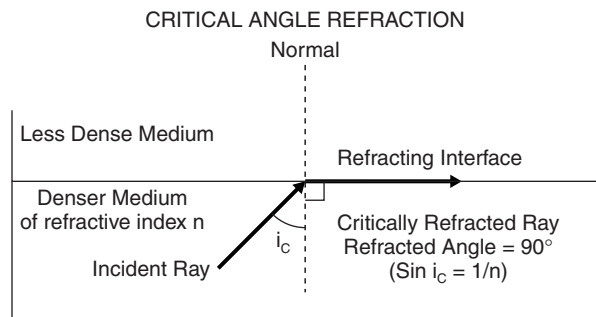 CRITICAL ANGLE REFRACTION
Normal
Less Dense Medium
Refracting Interface
Denser Medium
of refractive index n
i_C
Incident Ray
Critically Refracted Ray
Refracted Angle = 90°
(Sin i_C = 1/n)